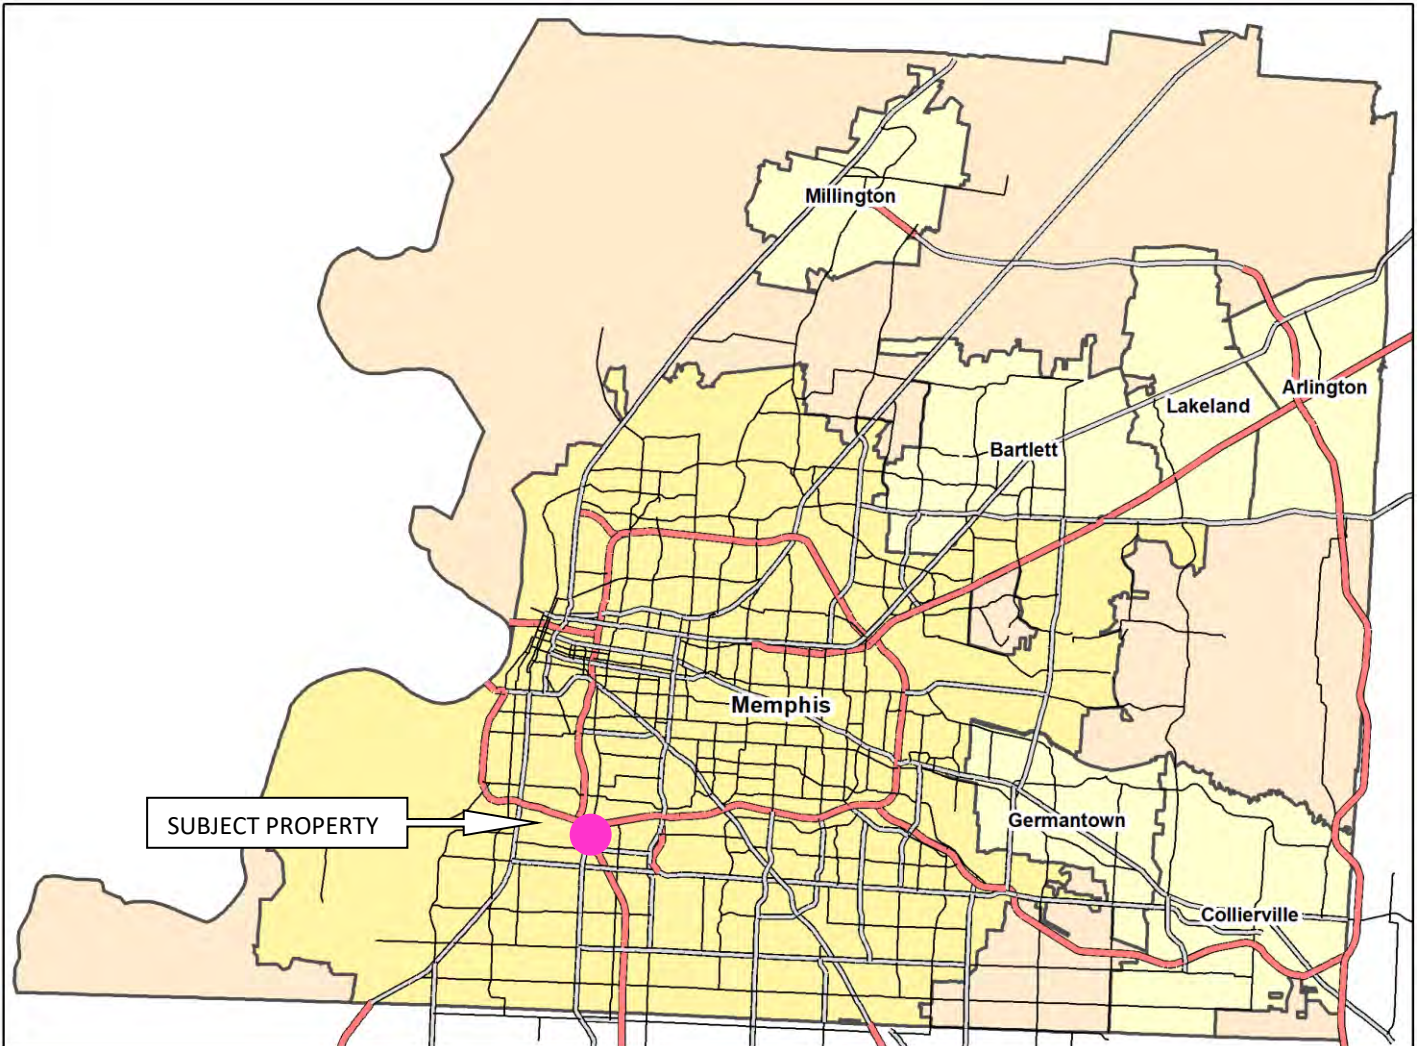 Millington
Arlington
Lakeland
Bartlett
Memphis
SUBJECT PROPERTY
Germantown
Collierville